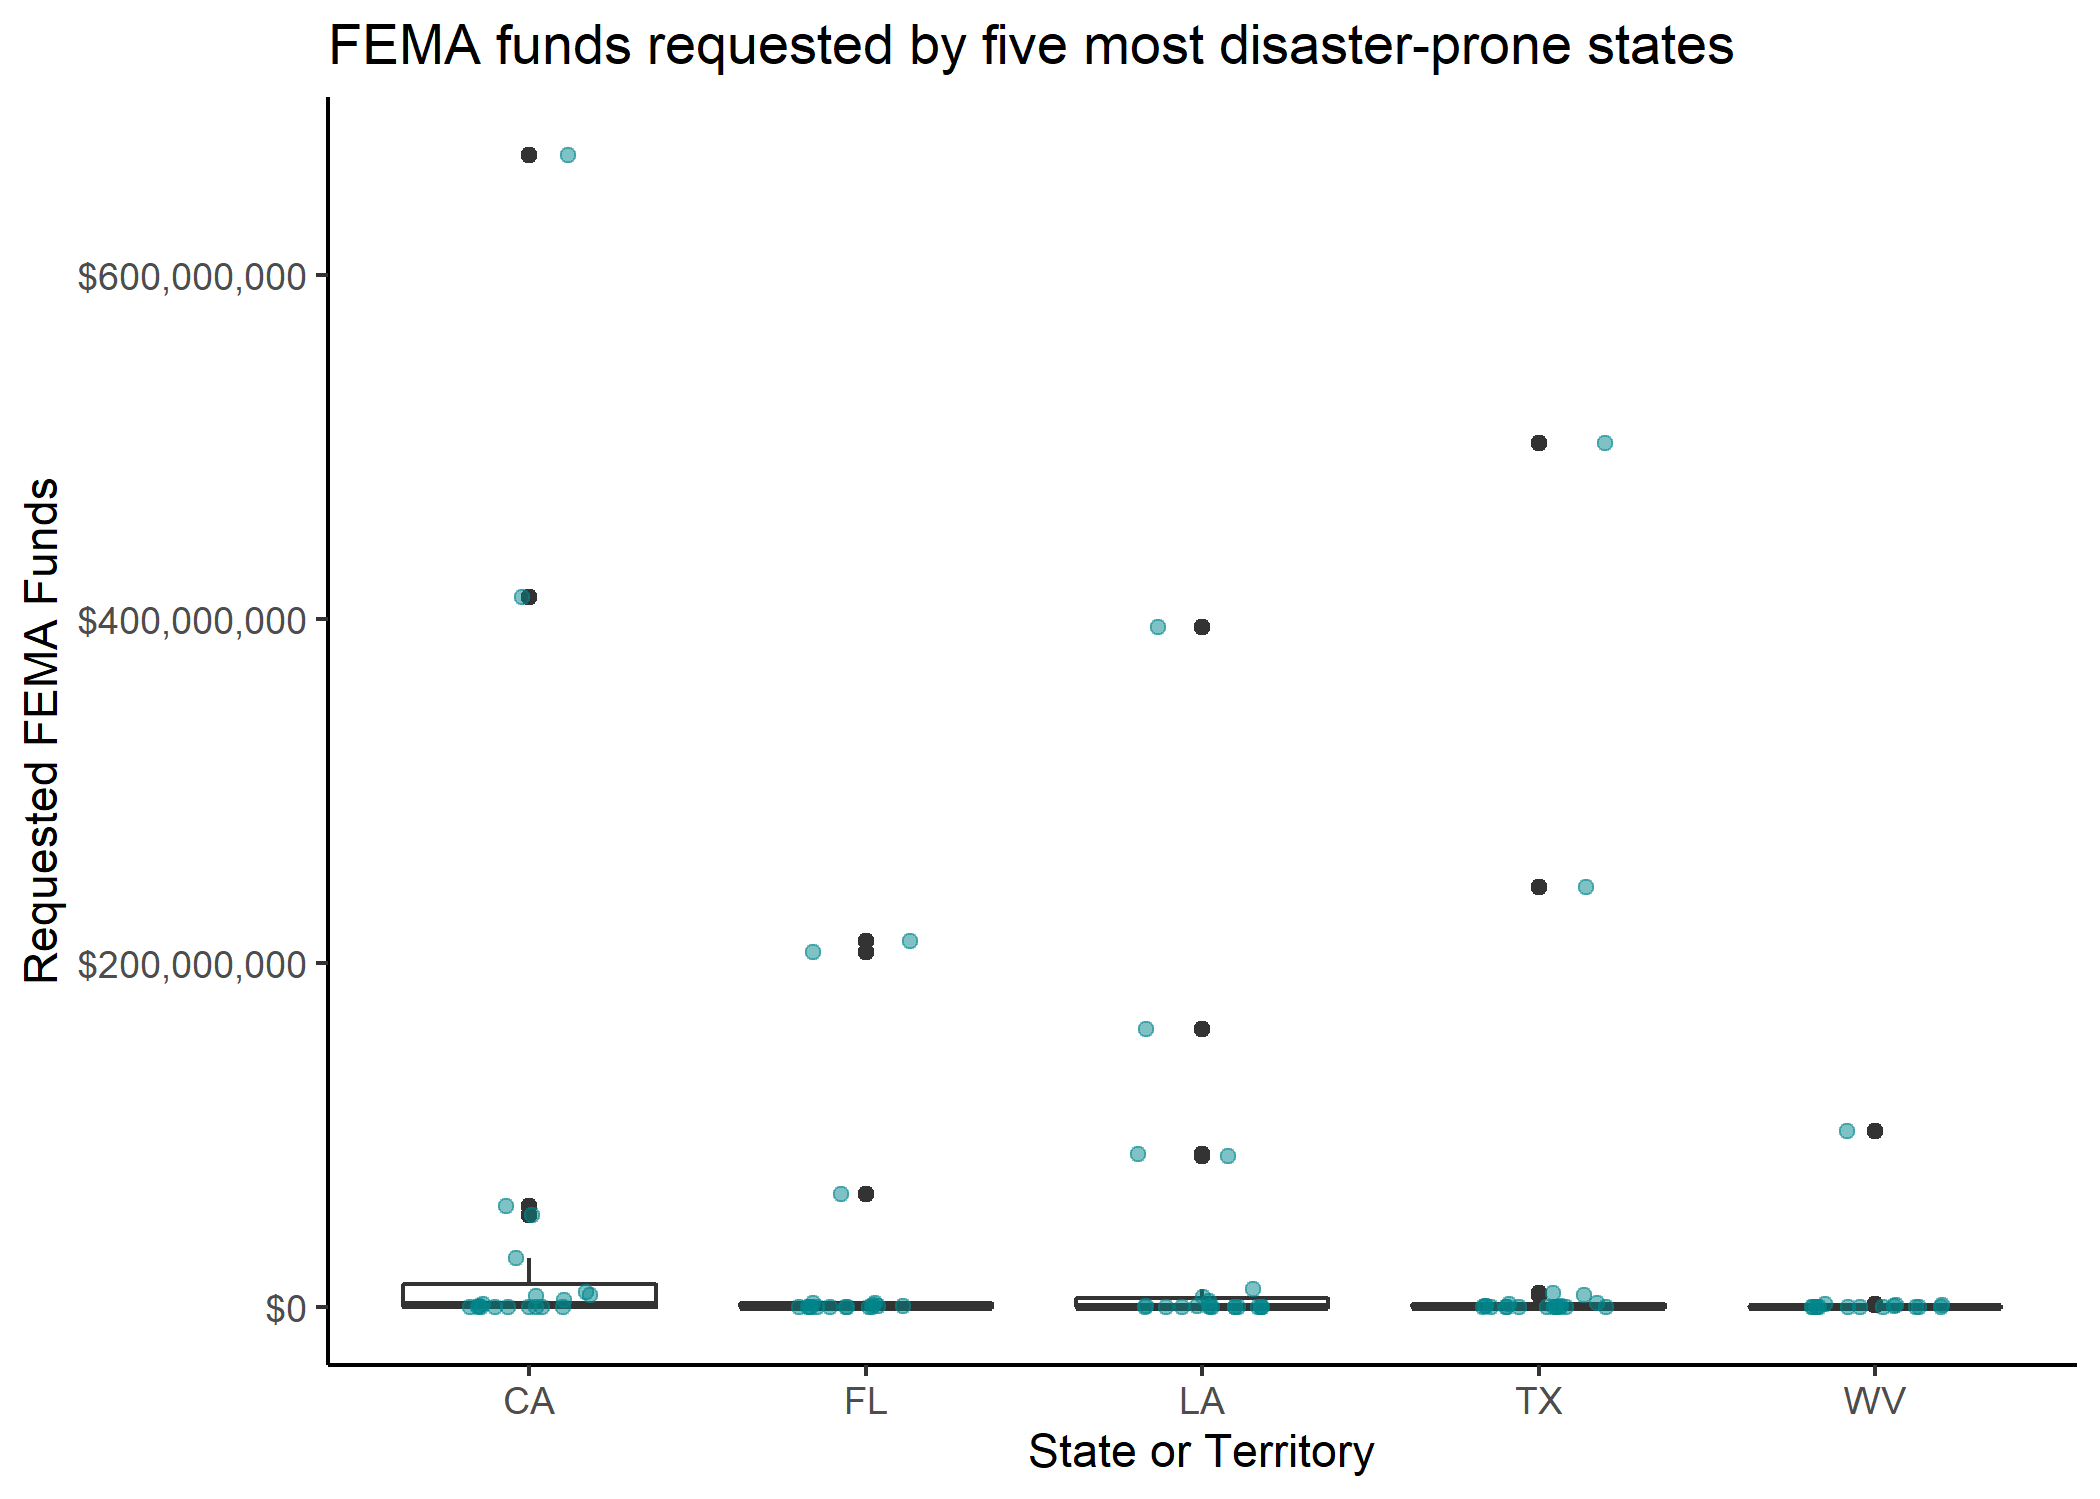 FEMA funds requested by five most disaster-prone states
Requested FEMA Funds
$600,000,000
$400,000,000
$200,000,000
$0
CA
FL
LA
TX
WV
State or Territory